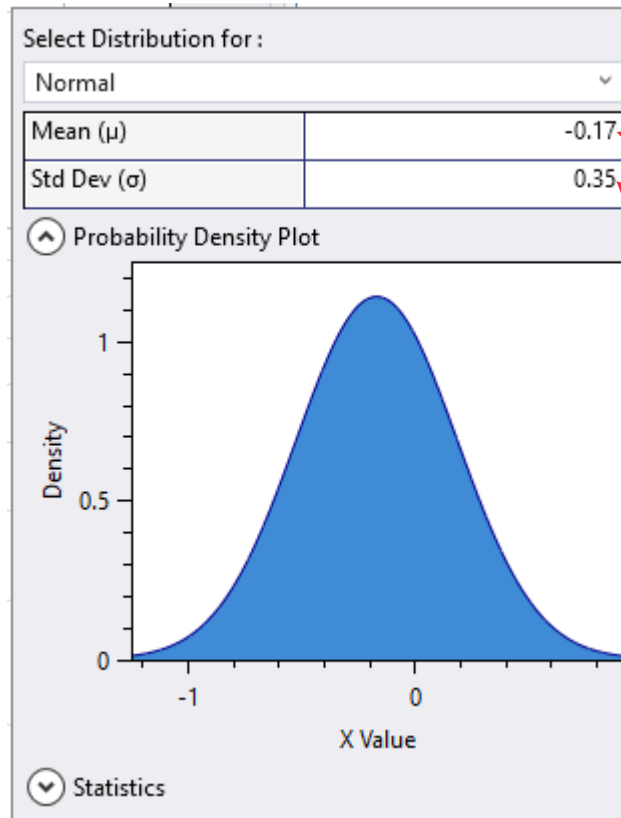 Select Distribution for :
Normal
Mean (μ) -0.17
Std Dev (σ) 0.35
Probability Density Plot
1
0.5
0
Density
-1 0
X Value
Statistics